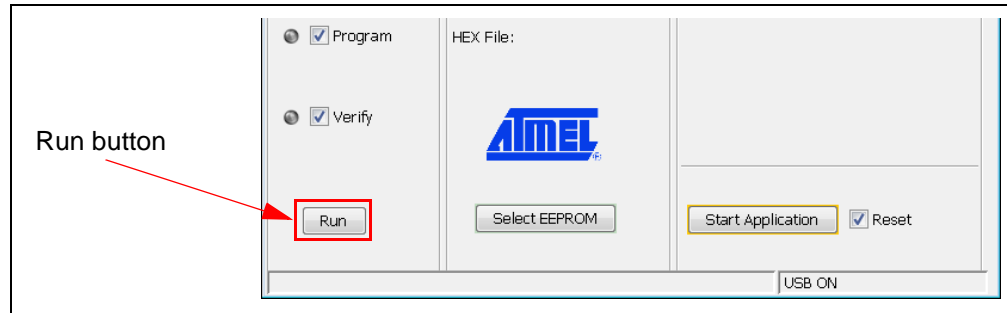 Program
HEX File:
Verify
ATMEL
®
Run button
Run
Select EEPROM
Start Application
Reset
USB ON